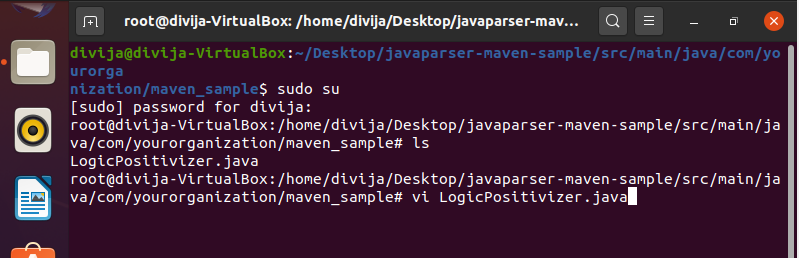 root@divija-VirtualBox: /home/divija/Desktop/javaparser-mav...
divija@divija-VirtualBox:~/Desktop/javaparser-maven-sample/src/main/java/com/yo
urorga
nization/maven_sample$ sudo su
[sudo] password for divija:
root@divija-VirtualBox:/home/divija/Desktop/javaparser-maven-sample/src/main/ja
va/com/yourorganization/maven_sample# ls
LogicPositivizer.java
root@divija-VirtualBox:/home/divija/Desktop/javaparser-maven-sample/src/main/ja
va/com/yourorganization/maven_sample# vi LogicPositivizer.java